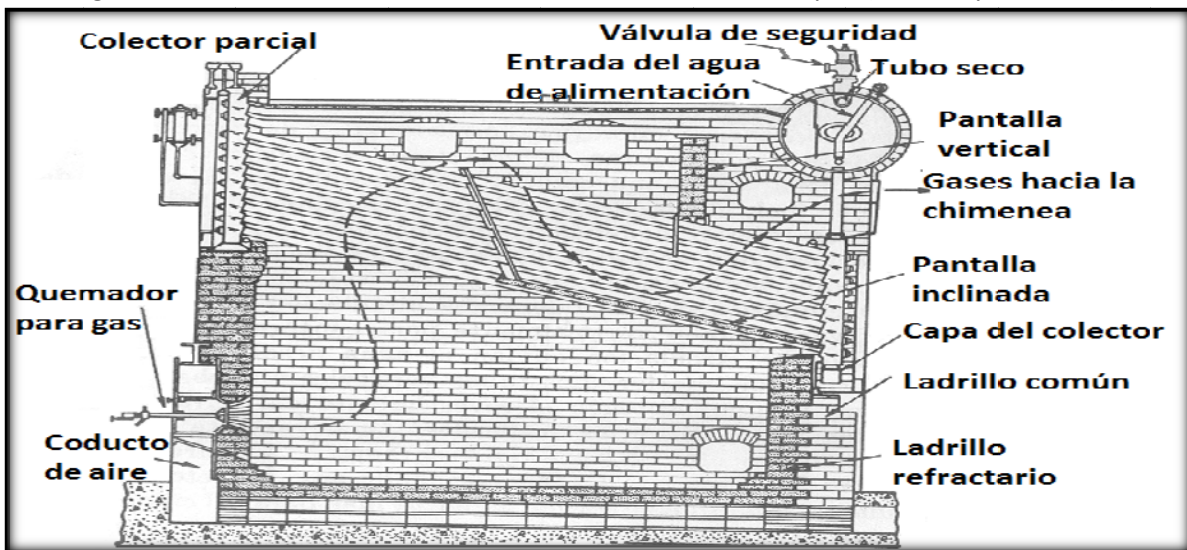 Colector parcial
Válvula de seguridad
Entrada del agua
de alimentación
Tubo seco
Pantalla
vertical
Gases hacia la
chimenea
Quemador
para gas
Pantalla
inclinada
Capa del colector
Ladrillo común
Coducto
de aire
Ladrillo
refractario